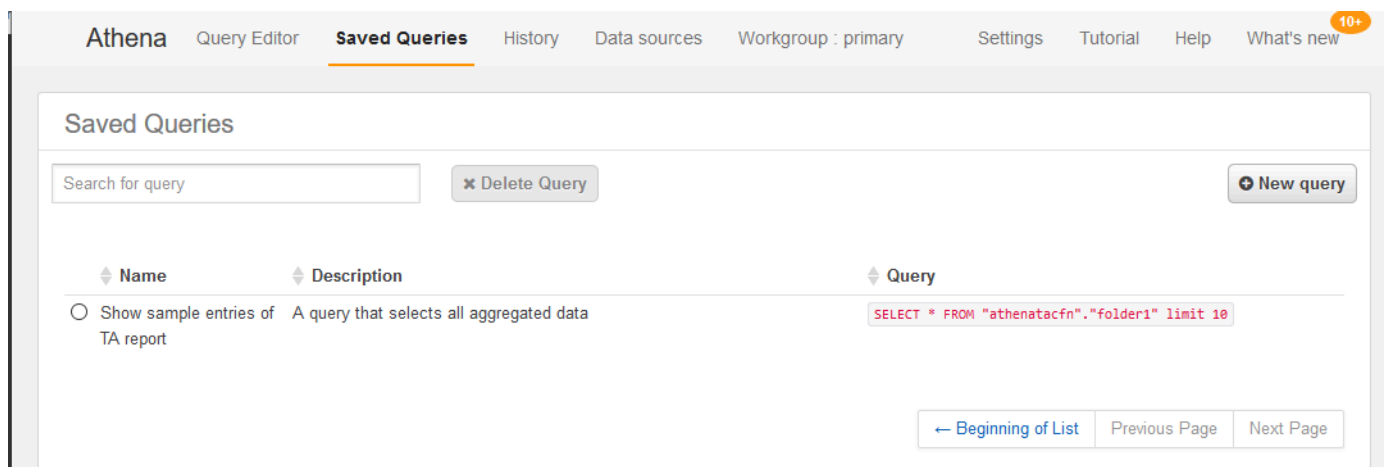 Athena Query Editor Saved Queries History Data sources Workgroup : primary Settings Tutorial Help What's new 10+
Saved Queries
Search for query ✖ Delete Query New query
Name Description Query
Show sample entries of A query that selects all aggregated data SELECT * FROM "athenatacfn"."folder1" limit 10
TA report
← Beginning of List Previous Page Next Page